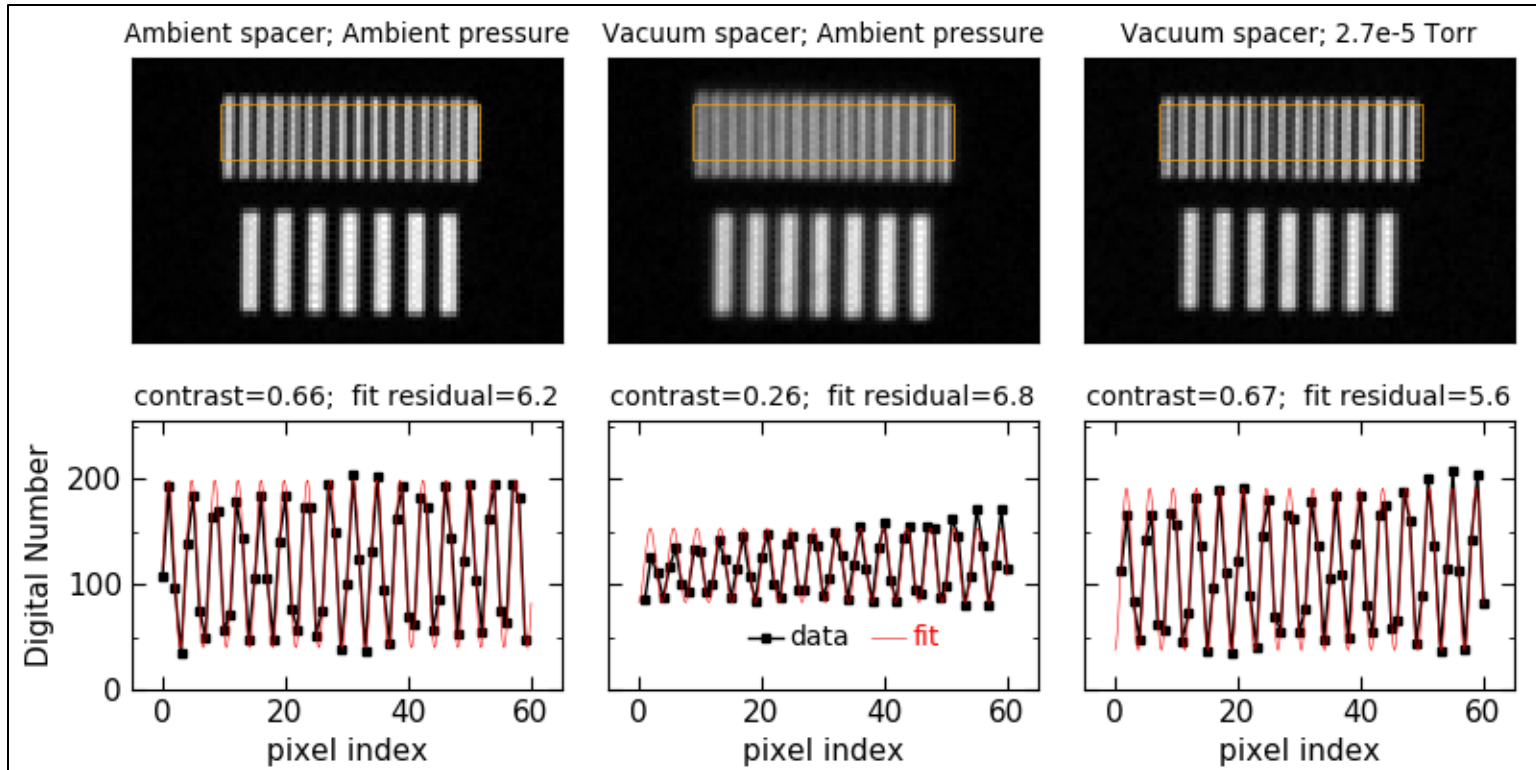 Ambient spacer; Ambient pressure
Vacuum spacer; Ambient pressure
Vacuum spacer; 2.7e-5 Torr
contrast=0.66;  fit residual=6.2
contrast=0.26;  fit residual=6.8
contrast=0.67;  fit residual=5.6
Digital Number
200
100
0
data
fit
0 20 40 60
0 20 40 60
0 20 40 60
pixel index
pixel index
pixel index